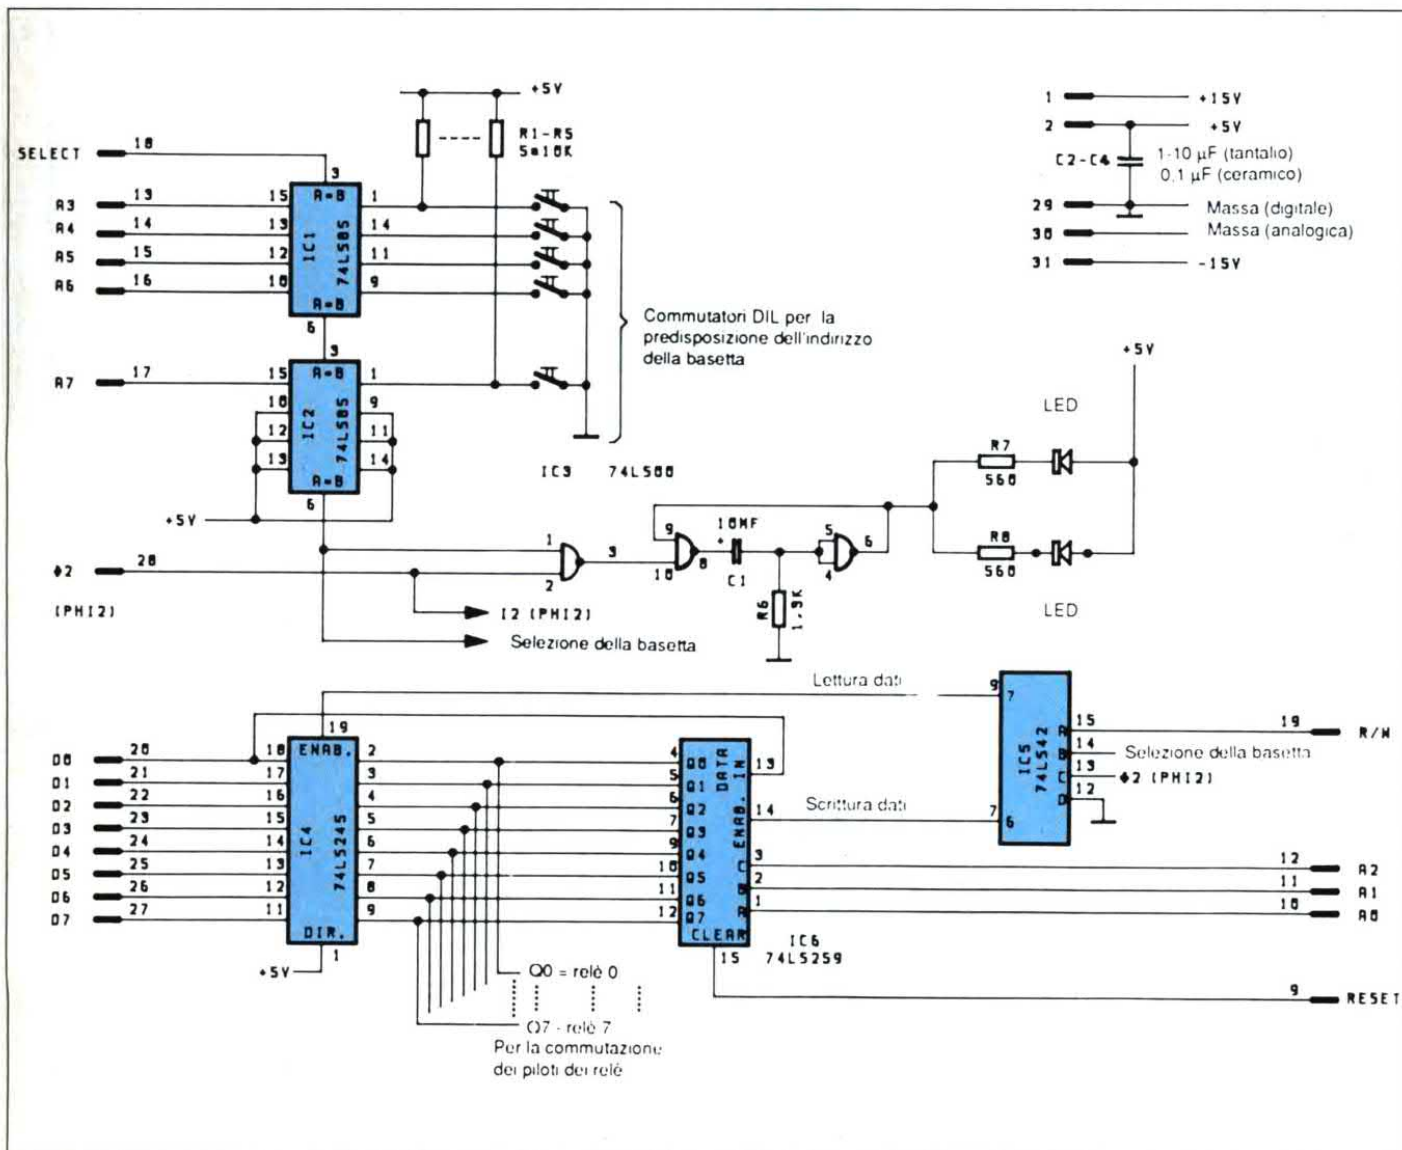 +5V
R1-R5
5*10K
SELECT
18
3
A=B
A3
13
15
1
A4
14
13
14
A5
15
12
11
A6
16
10
9
IC1
74LS85
A=B
6
3
A=B
A7
17
15
1
10
9
12
11
13
14
IC2
74LS85
A=B
6
+5V
Commutatori DIL per la
predisposizione dell'indirizzo
della basetta
1
+15V
2
+5V
C2-C4
1-10 µF (tantalio)
0,1 µF (ceramico)
29
Massa (digitale)
30
Massa (analogica)
31
-15V
IC3 74LS00
Φ2
28
(PHI2)
1
2
3
9
10
8
10MF
+
C1
R6
1.5K
5
4
6
+5V
LED
R7
560
R8
560
LED
I2 (PHI2)
Selezione della basetta
Lettura dati
9
7
IC5
74LS42
A
15
19
R/W
B
14
Selezione della basetta
C
13
Φ2 (PHI2)
D
12
7
6
Scrittura dati
19
ENAB.
D0
20
18
2
D1
21
17
3
D2
22
16
4
D3
23
15
5
D4
24
14
6
D5
25
13
7
D6
26
12
8
D7
27
11
9
IC4
74LS245
DIR.
+5V
1
4
Q0
5
Q1
6
Q2
7
Q3
9
Q4
10
Q5
11
Q6
12
Q7
DATA IN
13
ENAB.
14
C
3
12
A2
B
2
11
A1
A
1
10
A0
CLEAR
15
IC6
74LS259
9
RESET
Q0 = relè 0
Q7 - relè 7
Per la commutazione
dei piloti dei relè